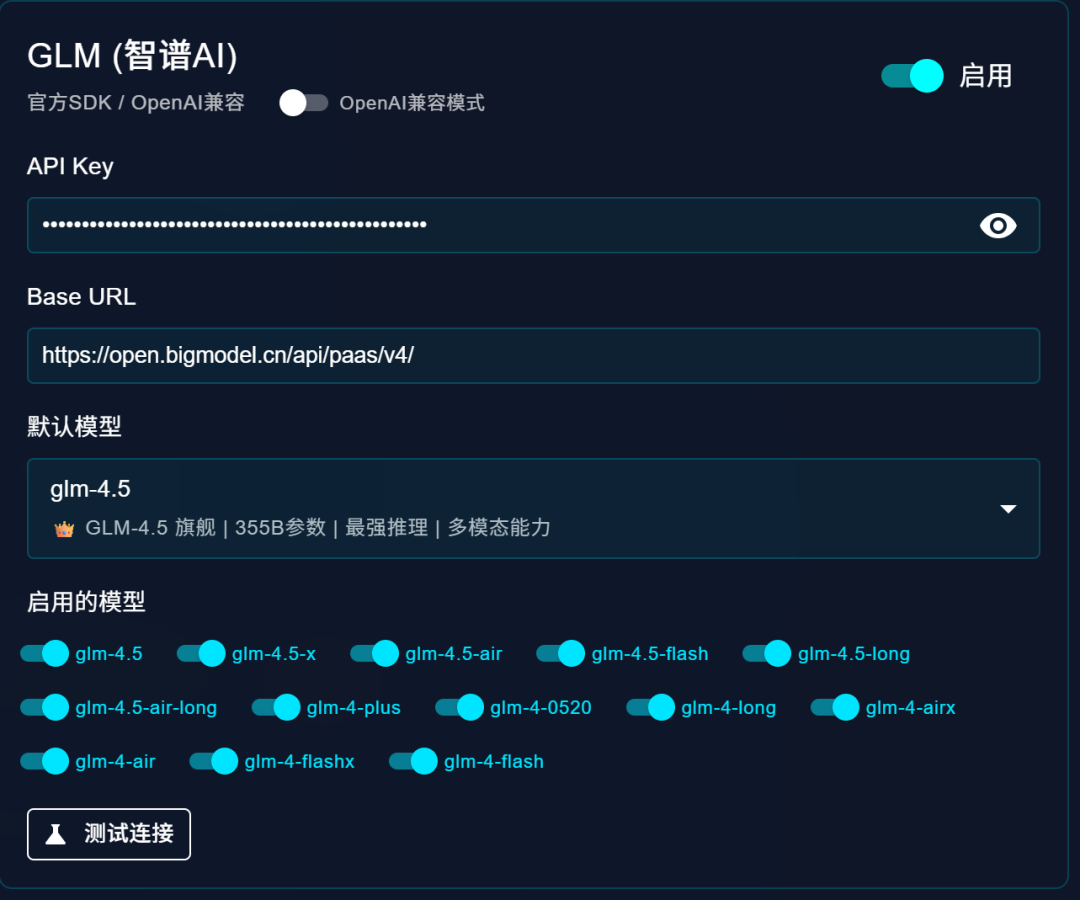 GLM (智谱AI)
启用
官方SDK / OpenAI兼容 OpenAI兼容模式
API Key
•••••••••••••••••••••••••••••••••••••••••••••••••
Base URL
https://open.bigmodel.cn/api/paas/v4/
默认模型
glm-4.5
GLM-4.5 旗舰 | 355B参数 | 最强推理 | 多模态能力
启用的模型
glm-4.5 glm-4.5-x glm-4.5-air glm-4.5-flash glm-4.5-long
glm-4.5-air-long glm-4-plus glm-4-0520 glm-4-long glm-4-airx
glm-4-air glm-4-flashx glm-4-flash
测试连接